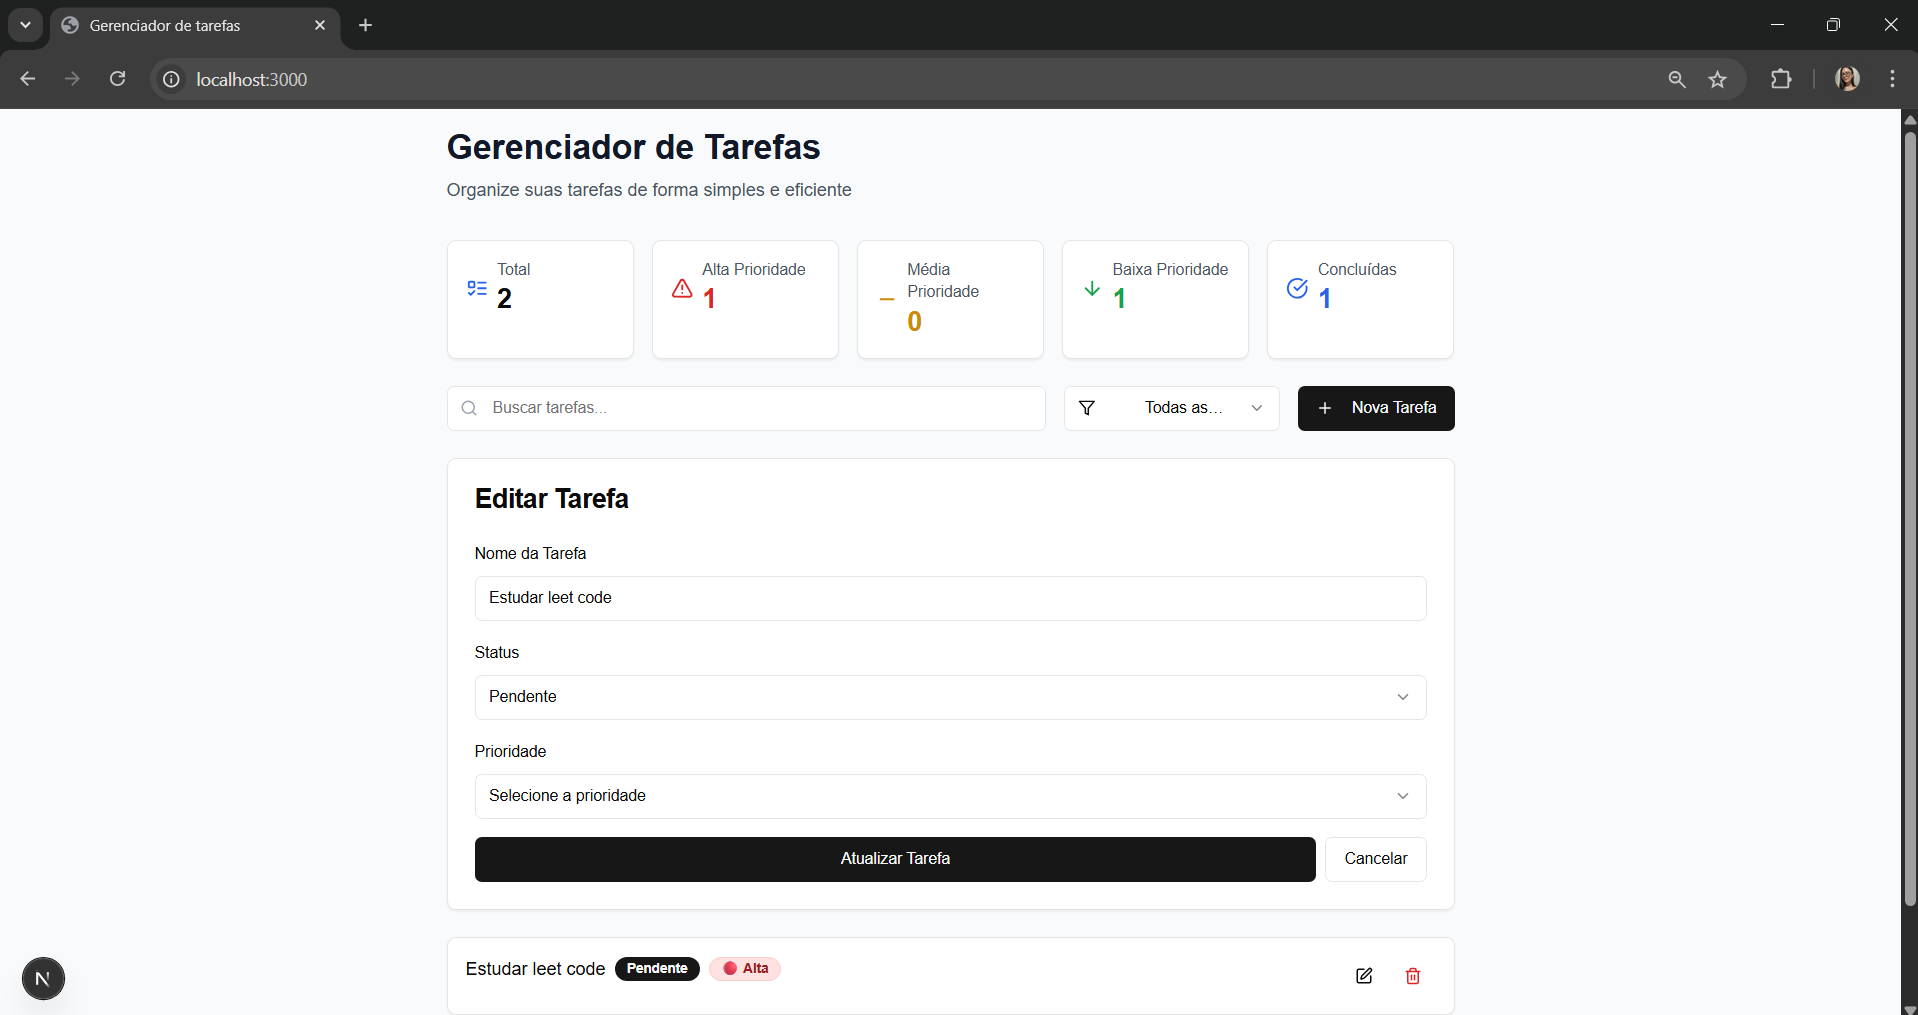 Gerenciador de tarefas
localhost:3000
Gerenciador de Tarefas
Organize suas tarefas de forma simples e eficiente
Total
2
Alta Prioridade
1
Média
Prioridade
0
Baixa Prioridade
1
Concluídas
1
Buscar tarefas...
Todas as...
Nova Tarefa
Editar Tarefa
Nome da Tarefa
Estudar leet code
Status
Pendente
Prioridade
Selecione a prioridade
Atualizar Tarefa
Cancelar
Estudar leet code Pendente Alta
N